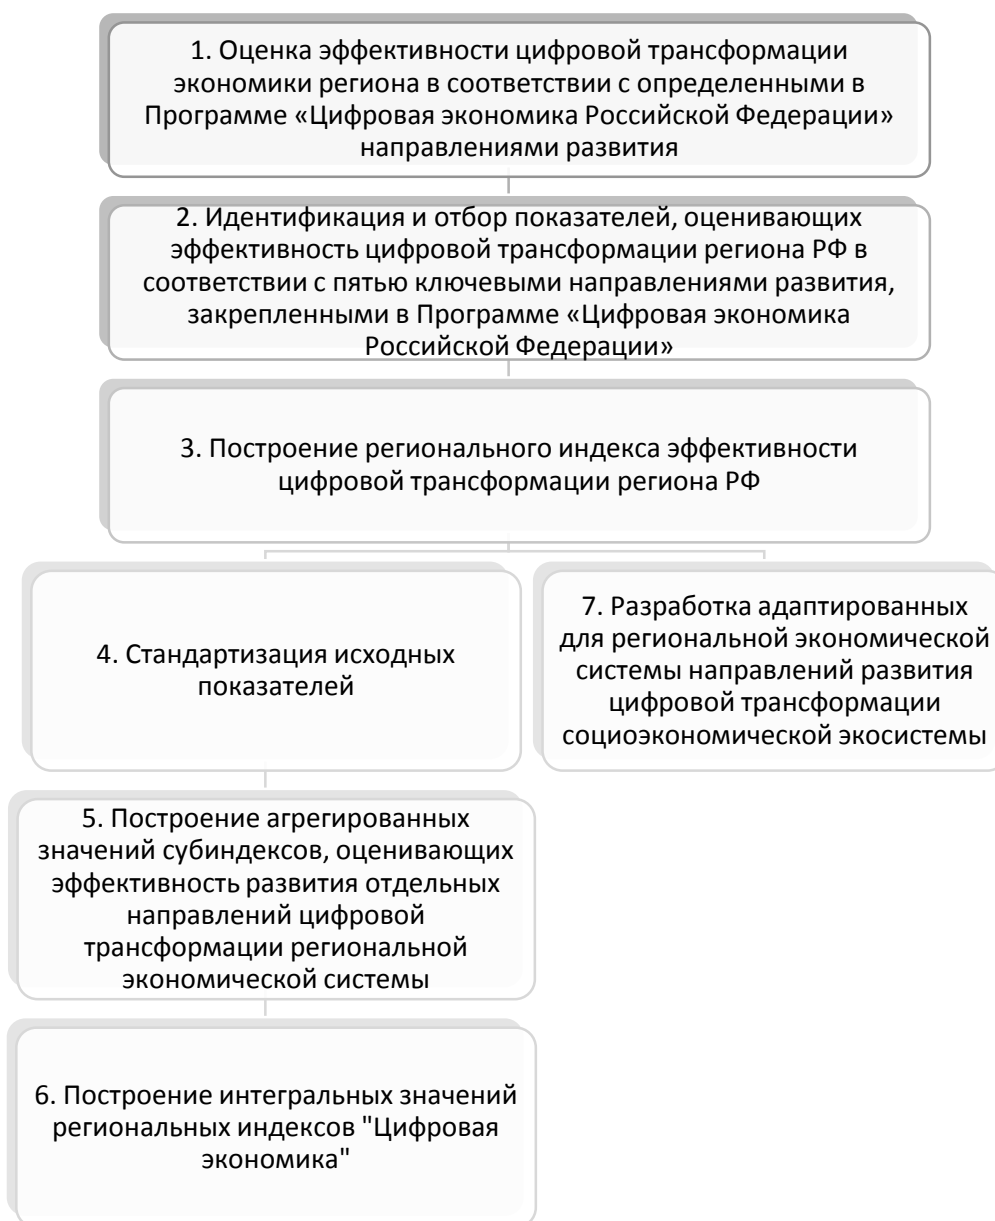 1. Оценка эффективности цифровой трансформации
экономики региона в соответствии с определенными в
Программе «Цифровая экономика Российской Федерации»
направлениями развития
2. Идентификация и отбор показателей, оценивающих
эффективность цифровой трансформации региона РФ в
соответствии с пятью ключевыми направлениями развития,
закрепленными в Программе «Цифровая экономика
Российской Федерации»
3. Построение регионального индекса эффективности
цифровой трансформации региона РФ
4. Стандартизация исходных
показателей
7. Разработка адаптированных
для региональной экономической
системы направлений развития
цифровой трансформации
социоэкономической экосистемы
5. Построение агрегированных
значений субиндексов, оценивающих
эффективность развития отдельных
направлений цифровой
трансформации региональной
экономической системы
6. Построение интегральных значений
региональных индексов "Цифровая
экономика"